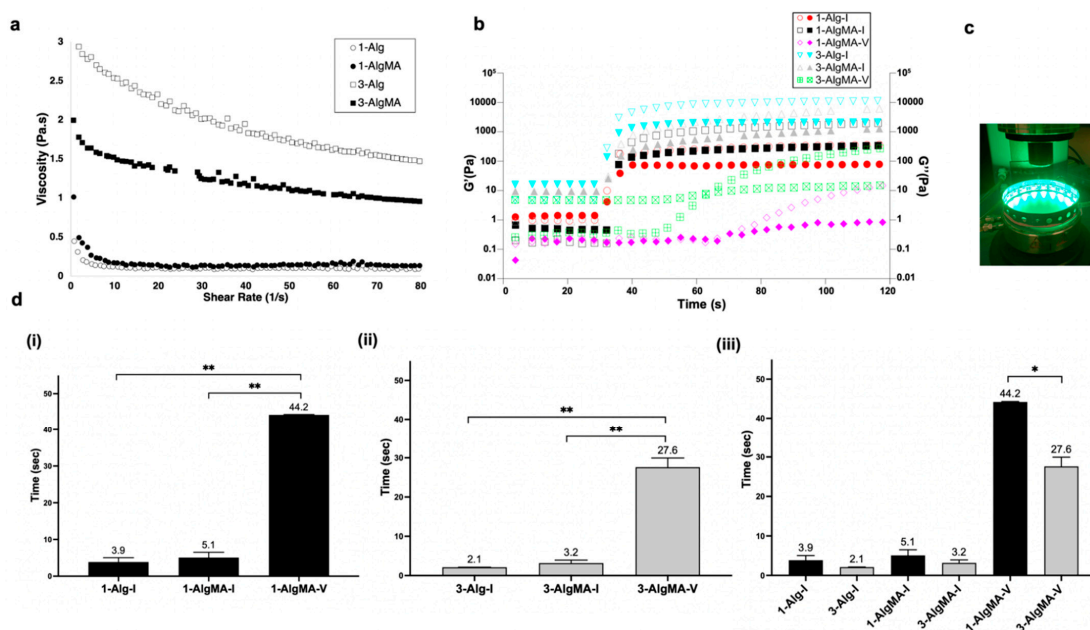 a
Viscosity (Pa.s)
3
2.5
2
1.5
1
0.5
0
0 10 20 30 40 50 60 70 80
Shear Rate (1/s)
1-Alg
1-AlgMA
3-Alg
3-AlgMA
b
1-Alg-I
1-AlgMA-I
1-AlgMA-V
3-Alg-I
3-AlgMA-I
3-AlgMA-V
G'(Pa)
10⁵
10000
1000
100
10
1
0.1
0.01
0 20 40 60 80 100 120
Time (s)
10⁵
10000
1000
100
10
1
0.1
0.01
G''(Pa)
c
d
(i)
Time (sec)
50
40
30
20
10
0
**
**
3.9
5.1
44.2
1-Alg-I 1-AlgMA-I 1-AlgMA-V
(ii)
Time (sec)
50
40
30
20
10
0
**
**
2.1
3.2
27.6
3-Alg-I 3-AlgMA-I 3-AlgMA-V
(iii)
Time (sec)
50
40
30
20
10
0
*
3.9
2.1
5.1
3.2
44.2
27.6
1-Alg-I
3-Alg-I
1-AlgMA-I
3-AlgMA-I
1-AlgMA-V
3-AlgMA-V